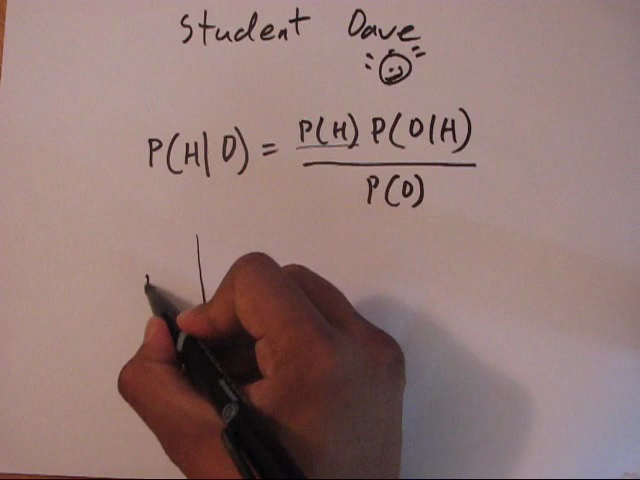 Student Dave
P(H|D) = P(H) P(D|H)
P(D)